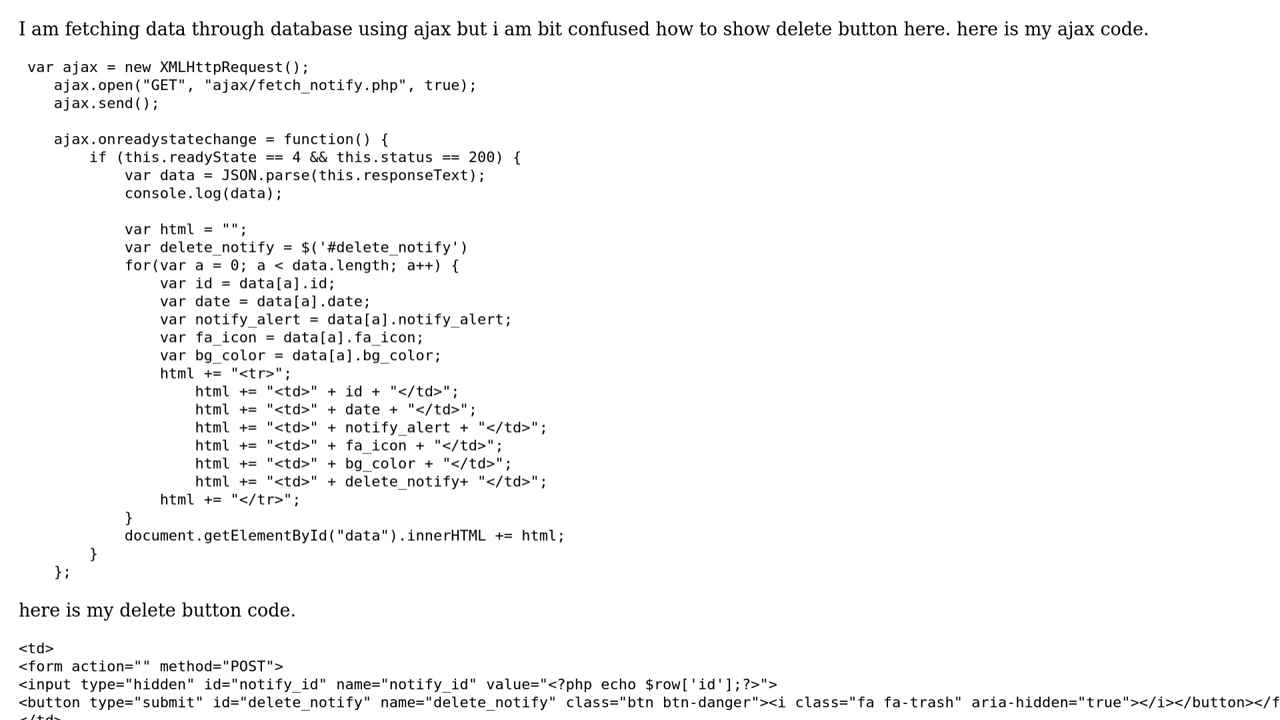 I am fetching data through database using ajax but i am bit confused how to show delete button here. here is my ajax code.
var ajax = new XMLHttpRequest();
ajax.open("GET", "ajax/fetch_notify.php", true);
ajax.send();
ajax.onreadystatechange = function() {
if (this.readyState == 4 && this.status == 200) {
var data = JSON.parse(this.responseText);
console.log(data);
var html = "";
var delete_notify = $('#delete_notify')
for(var a = 0; a < data.length; a++) {
var id = data[a].id;
var date = data[a].date;
var notify_alert = data[a].notify_alert;
var fa_icon = data[a].fa_icon;
var bg_color = data[a].bg_color;
html += "<tr>";
html += "<td>" + id + "</td>";
html += "<td>" + date + "</td>";
html += "<td>" + notify_alert + "</td>";
html += "<td>" + fa_icon + "</td>";
html += "<td>" + bg_color + "</td>";
html += "<td>" + delete_notify+ "</td>";
html += "</tr>";
}
document.getElementById("data").innerHTML += html;
}
};
here is my delete button code.
<td>
<form action="" method="POST">
<input type="hidden" id="notify_id" name="notify_id" value="<?php echo $row['id'];?>">
<button type="submit" id="delete_notify" name="delete_notify" class="btn btn-danger"><i class="fa fa-trash" aria-hidden="true"></i></button></f